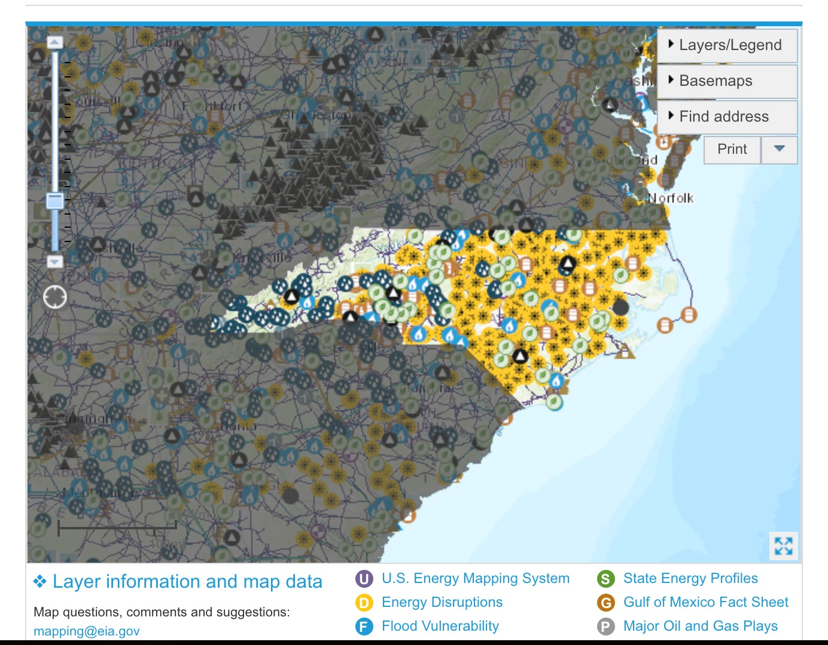 Layers/Legend
Basemaps
Find address
Print
Norfolk
Layer information and map data
Map questions, comments and suggestions:
mapping@eia.gov
U U.S. Energy Mapping System
D Energy Disruptions
F Flood Vulnerability
S State Energy Profiles
G Gulf of Mexico Fact Sheet
P Major Oil and Gas Plays